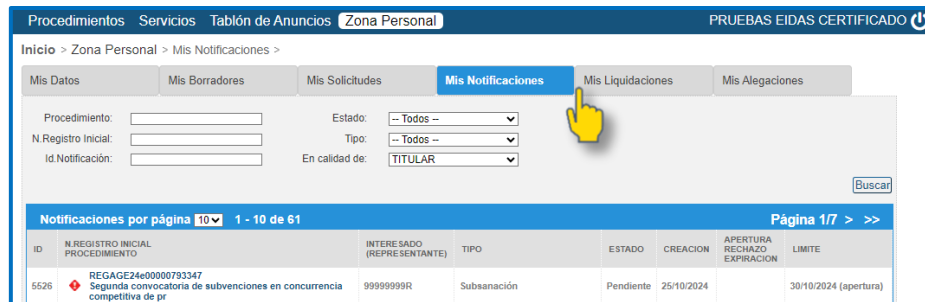 Procedimientos Servicios Tablón de Anuncios Zona Personal PRUEBAS EIDAS CERTIFICADO
Inicio > Zona Personal > Mis Notificaciones >
Mis Datos Mis Borradores Mis Solicitudes Mis Notificaciones Mis Liquidaciones Mis Alegaciones
Procedimiento: Estado: -- Todos --
N.Registro Inicial: Tipo: -- Todos --
Id.Notificación: En calidad de: TITULAR
Buscar
Notificaciones por página 10 1 - 10 de 61 Página 1/7 > >>
ID N.REGISTRO INICIAL PROCEDIMIENTO INTERESADO (REPRESENTANTE) TIPO ESTADO CREACION APERTURA RECHAZO EXPIRACION LIMITE
5526 REGAGE24e00000793347
Segunda convocatoria de subvenciones en concurrencia
competitiva de pr
99999999R Subsanación Pendiente 25/10/2024 30/10/2024 (apertura)